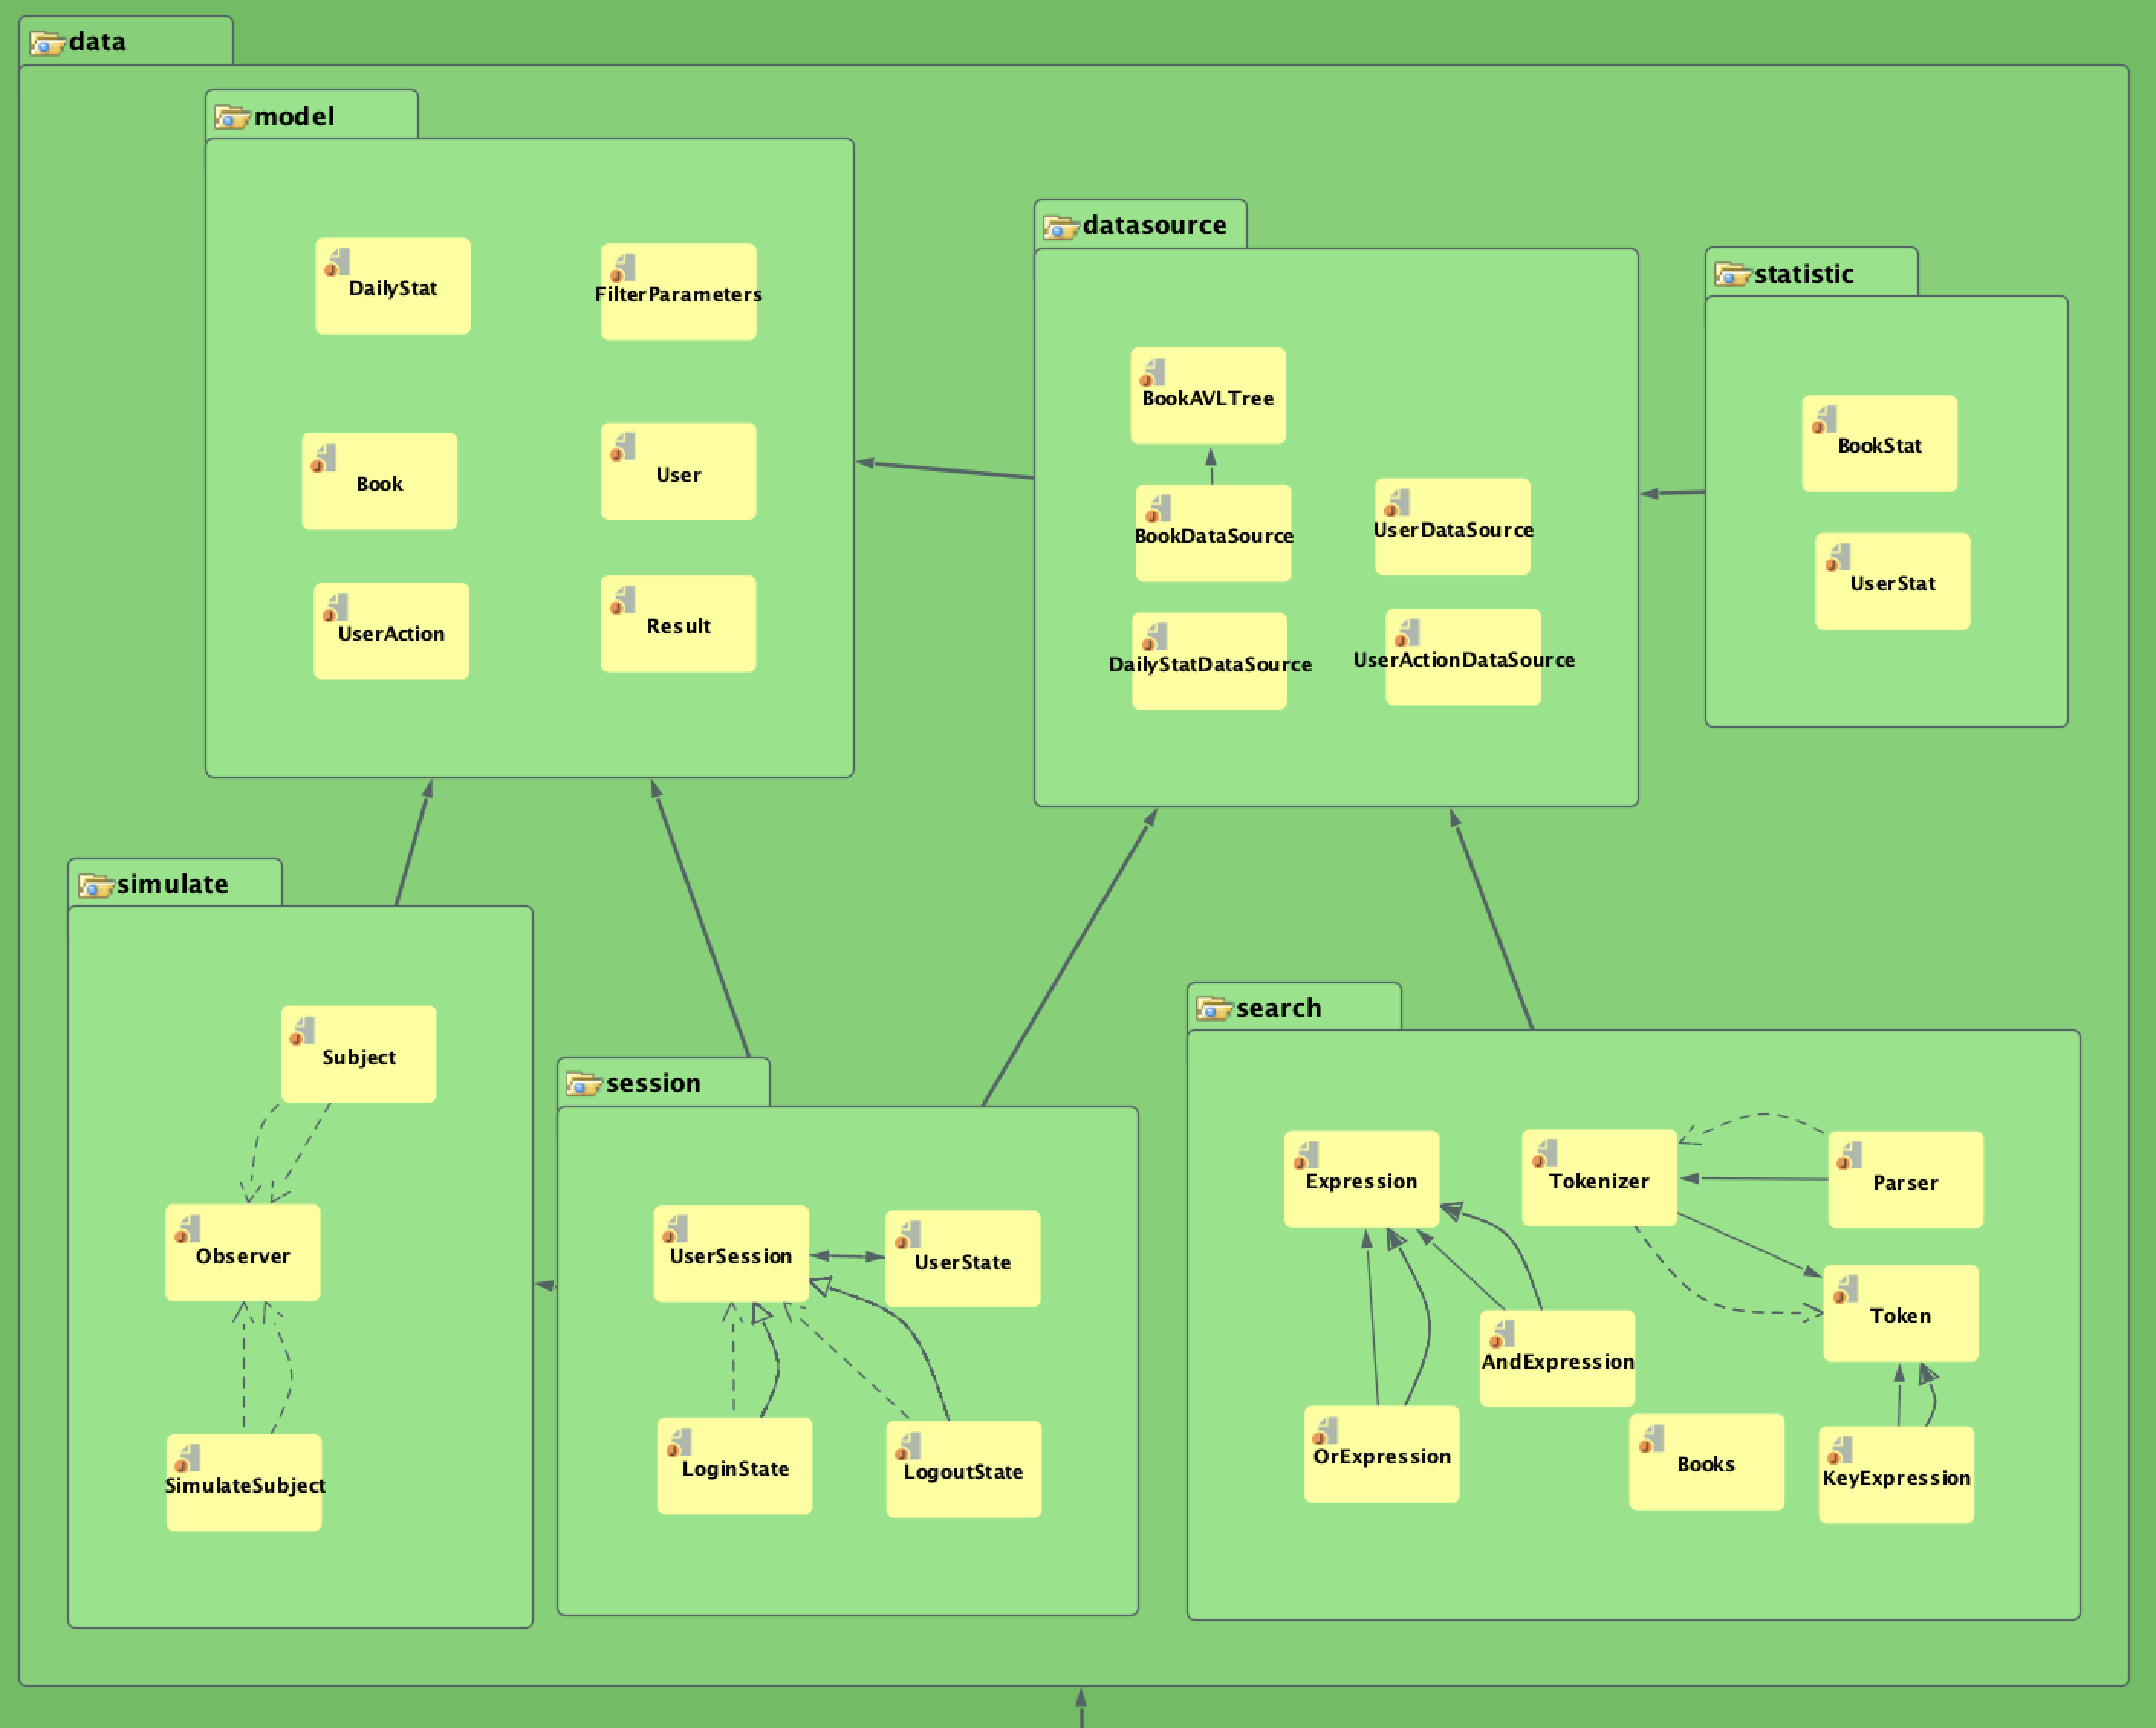 data
model
DailyStat
FilterParameters
Book
User
UserAction
Result
datasource
BookAVLTree
BookDataSource
UserDataSource
DailyStatDataSource
UserActionDataSource
statistic
BookStat
UserStat
simulate
Subject
Observer
SimulateSubject
session
UserSession
UserState
LoginState
LogoutState
search
Expression
Tokenizer
Parser
Token
AndExpression
OrExpression
Books
KeyExpression